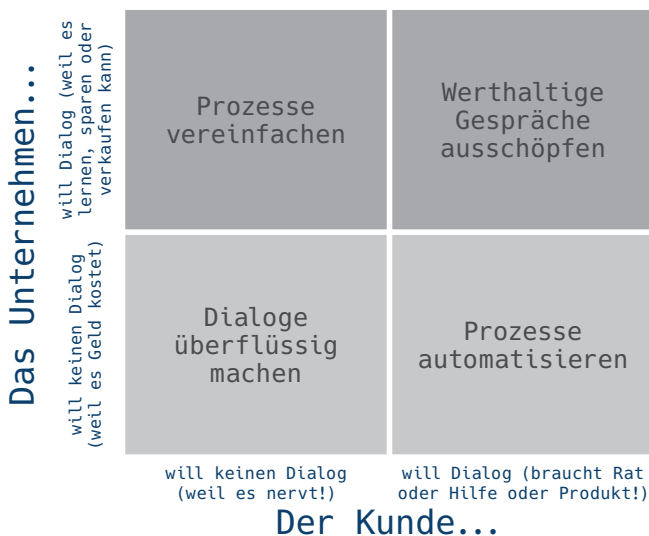 Das Unternehmen...
will Dialog (weil es
lernen, sparen oder
verkaufen kann)
Prozesse
vereinfachen
Werthaltige
Gespräche
ausschöpfen
will keinen Dialog
(weil es Geld kostet)
Dialoge
überflüssig
machen
Prozesse
automatisieren
will keinen Dialog
(weil es nervt!)
will Dialog (braucht Rat
oder Hilfe oder Produkt!)
Der Kunde...